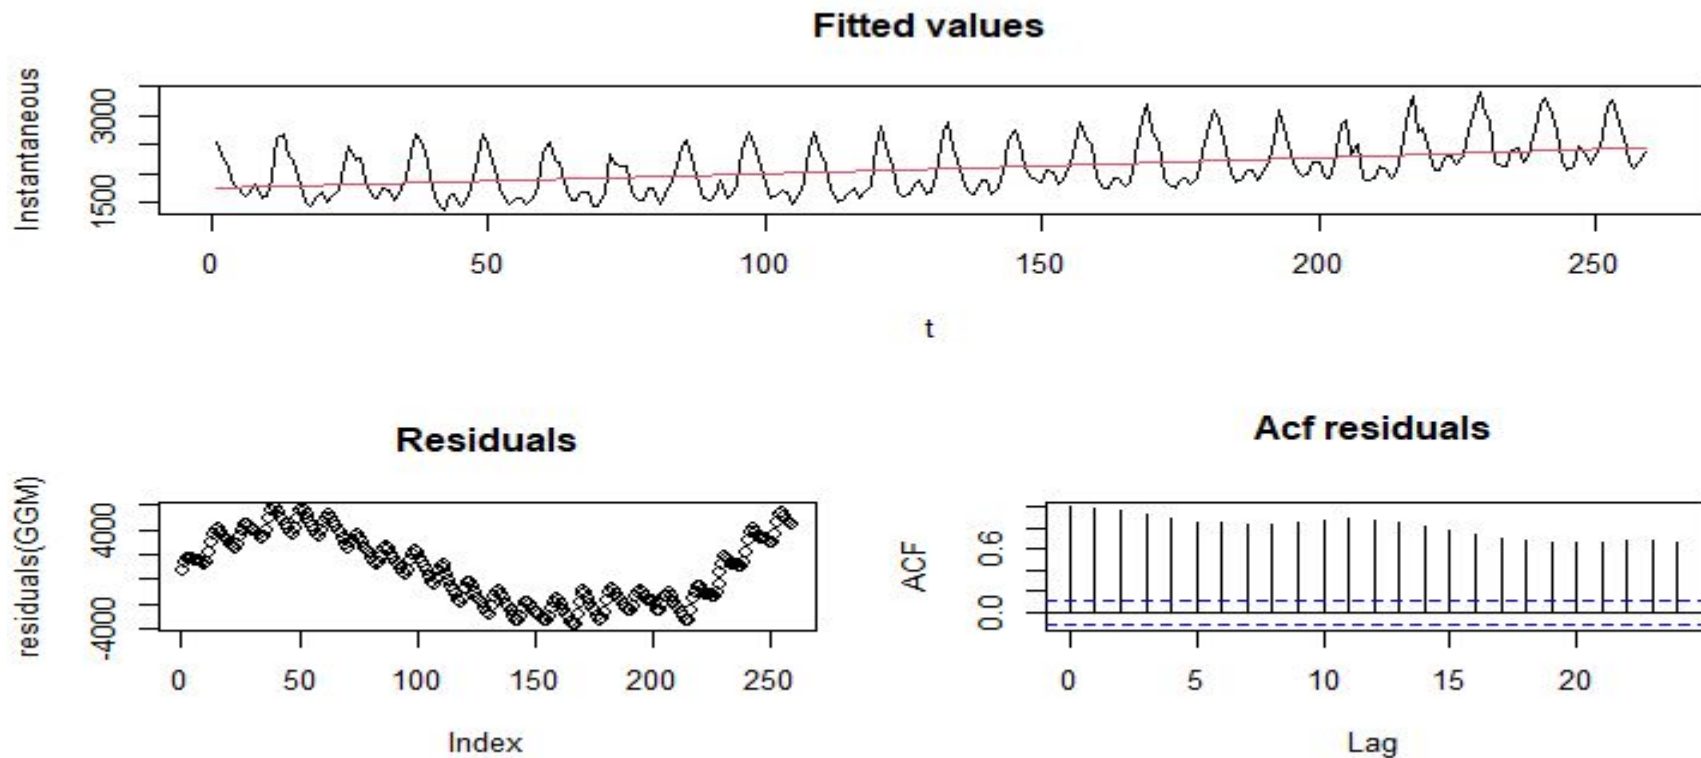 Fitted values
Instantaneous
3000
1500
0 50 100 150 200 250
t
Residuals
residuals(GGM)
4000
-4000
0 50 100 150 200 250
Index
Acf residuals
ACF
0.6
0.0
0 5 10 15 20
Lag